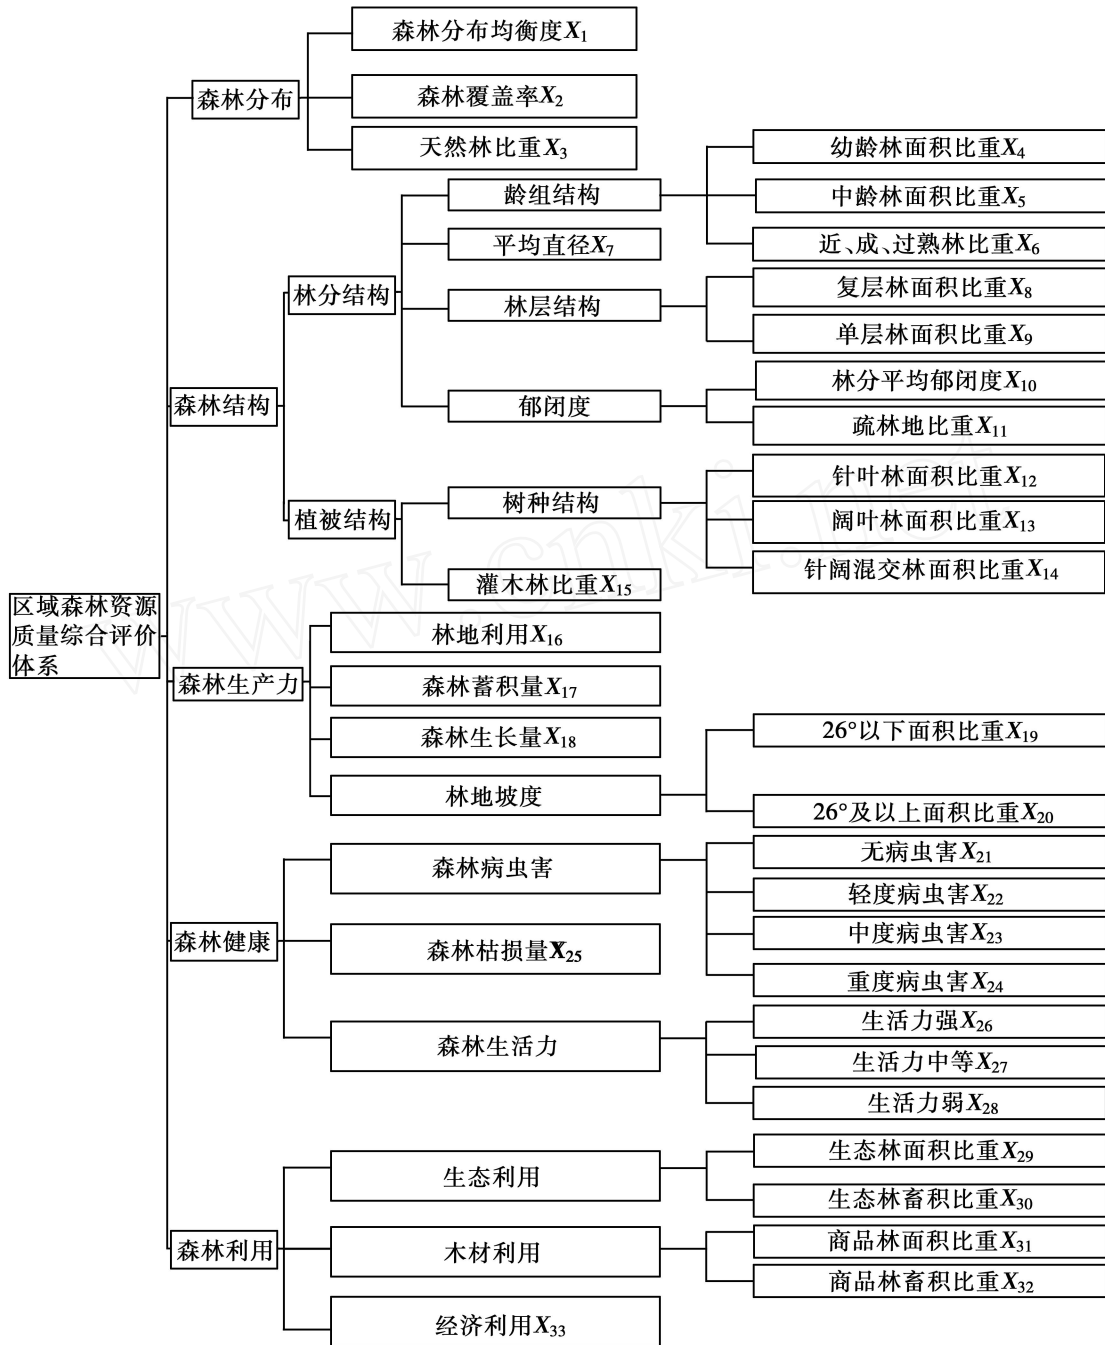 森林分布均衡度X1
森林分布
森林覆盖率X2
天然林比重X3
幼龄林面积比重X4
龄组结构
中龄林面积比重X5
平均直径X7
近、成、过熟林比重X6
林分结构
复层林面积比重X8
林层结构
单层林面积比重X9
森林结构
林分平均郁闭度X10
郁闭度
疏林地比重X11
针叶林面积比重X12
植被结构
树种结构
阔叶林面积比重X13
针阔混交林面积比重X14
灌木林比重X15
区域森林资源
质量综合评价
体系
林地利用X16
森林生产力
森林蓄积量X17
森林生长量X18
26°以下面积比重X19
林地坡度
26°及以上面积比重X20
无病虫害X21
森林病虫害
轻度病虫害X22
中度病虫害X23
森林健康
森林枯损量X25
重度病虫害X24
生活力强X26
森林生活力
生活力中等X27
生活力弱X28
生态林面积比重X29
生态利用
生态林畜积比重X30
森林利用
商品林面积比重X31
木材利用
商品林畜积比重X32
经济利用X33
www.cnki.net